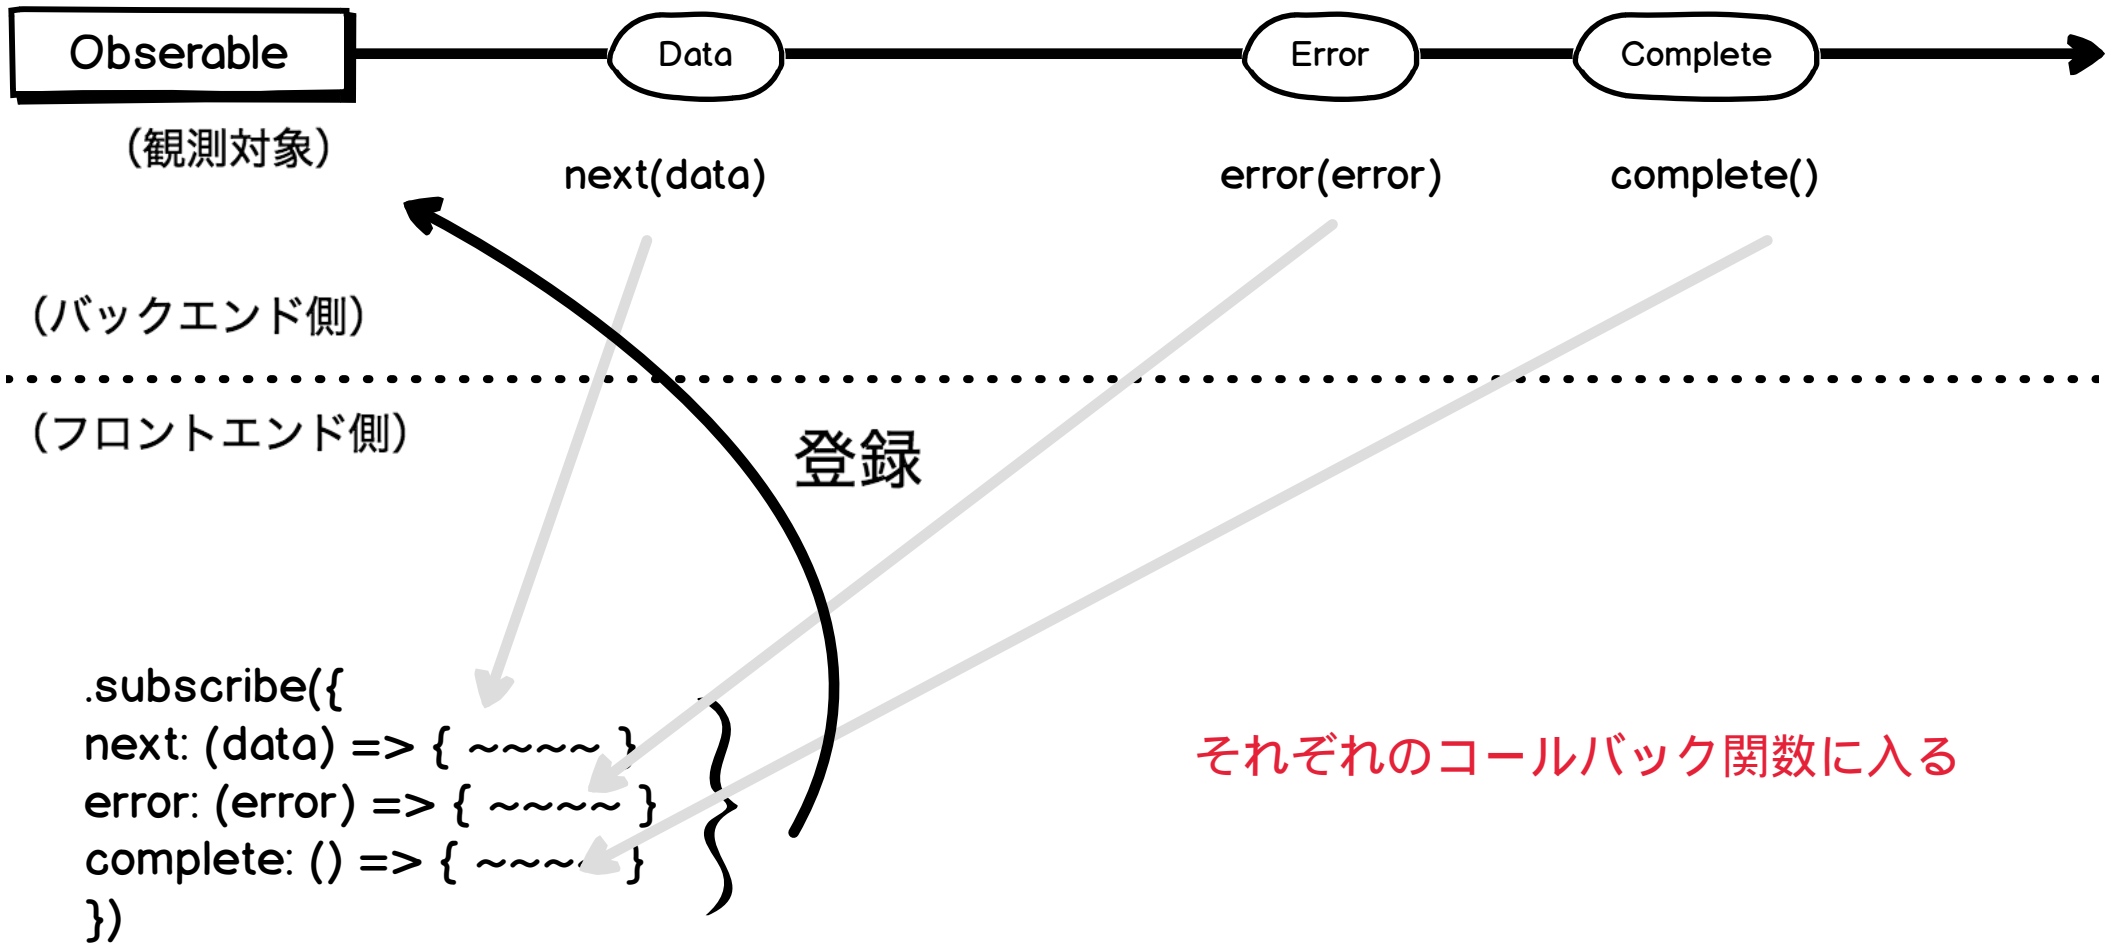 Obserable
Data
Error
Complete
（観測対象）
next(data)
error(error)
complete()
（バックエンド側）
（フロントエンド側）
登録
.subscribe({
next: (data) => { ~~~~ }
error: (error) => { ~~~~ }
complete: () => { ~~~~ }
})
それぞれのコールバック関数に入る